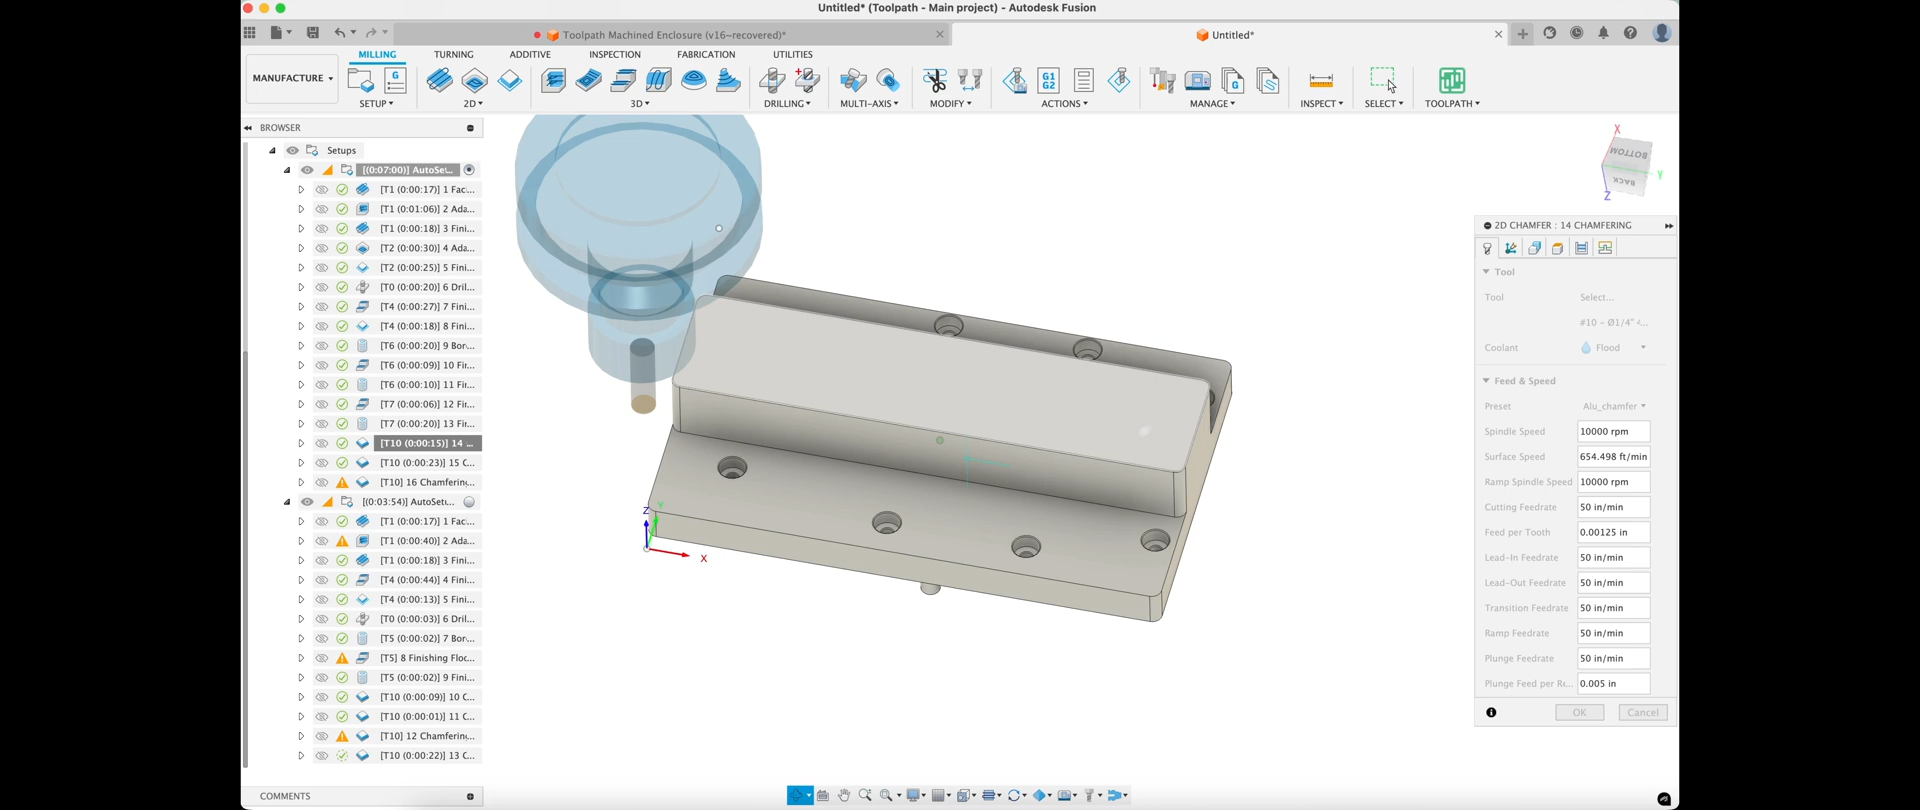 Untitled* (Toolpath - Main project) - Autodesk Fusion
Toolpath Machined Enclosure (v16~recovered)*
Untitled*
MILLING TURNING ADDITIVE INSPECTION FABRICATION UTILITIES
MANUFACTURE
SETUP 2D 3D DRILLING MULTI-AXIS MODIFY ACTIONS MANAGE INSPECT SELECT TOOLPATH
G
G1
G2
G
BROWSER
Setups
[(0:07:00)] AutoSet...
[T1 (0:00:17)] 1 Fac...
[T1 (0:01:06)] 2 Ada...
[T1 (0:00:18)] 3 Fini...
[T2 (0:00:30)] 4 Ada...
[T2 (0:00:25)] 5 Fini...
[T0 (0:00:20)] 6 Dril...
[T4 (0:00:27)] 7 Fini...
[T4 (0:00:18)] 8 Fini...
[T6 (0:00:20)] 9 Bor...
[T6 (0:00:09)] 10 Fir...
[T6 (0:00:10)] 11 Fir...
[T7 (0:00:06)] 12 Fir...
[T7 (0:00:20)] 13 Fir...
[T10 (0:00:15)] 14 ...
[T10 (0:00:23)] 15 C...
[T10] 16 Chamferin...
[(0:03:54)] AutoSet...
[T1 (0:00:17)] 1 Fac...
[T1 (0:00:40)] 2 Ada...
[T1 (0:00:18)] 3 Fini...
[T4 (0:00:44)] 4 Fini...
[T4 (0:00:13)] 5 Fini...
[T0 (0:00:03)] 6 Dril...
[T5 (0:00:02)] 7 Bor...
[T5] 8 Finishing Floo...
[T5 (0:00:02)] 9 Fini...
[T10 (0:00:09)] 10 C...
[T10 (0:00:01)] 11 C...
[T10] 12 Chamferin...
[T10 (0:00:22)] 13 C...
COMMENTS
Z
Y
X
X
BOTTOM
BACK
Y
Z
2D CHAMFER : 14 CHAMFERING
Tool
Tool Select...
#10 - Ø1/4" ...
Coolant Flood
Feed & Speed
Preset Alu_chamfer
Spindle Speed 10000 rpm
Surface Speed 654.498 ft/min
Ramp Spindle Speed 10000 rpm
Cutting Feedrate 50 in/min
Feed per Tooth 0.00125 in
Lead-In Feedrate 50 in/min
Lead-Out Feedrate 50 in/min
Transition Feedrate 50 in/min
Ramp Feedrate 50 in/min
Plunge Feedrate 50 in/min
Plunge Feed per Re... 0.005 in
OK Cancel